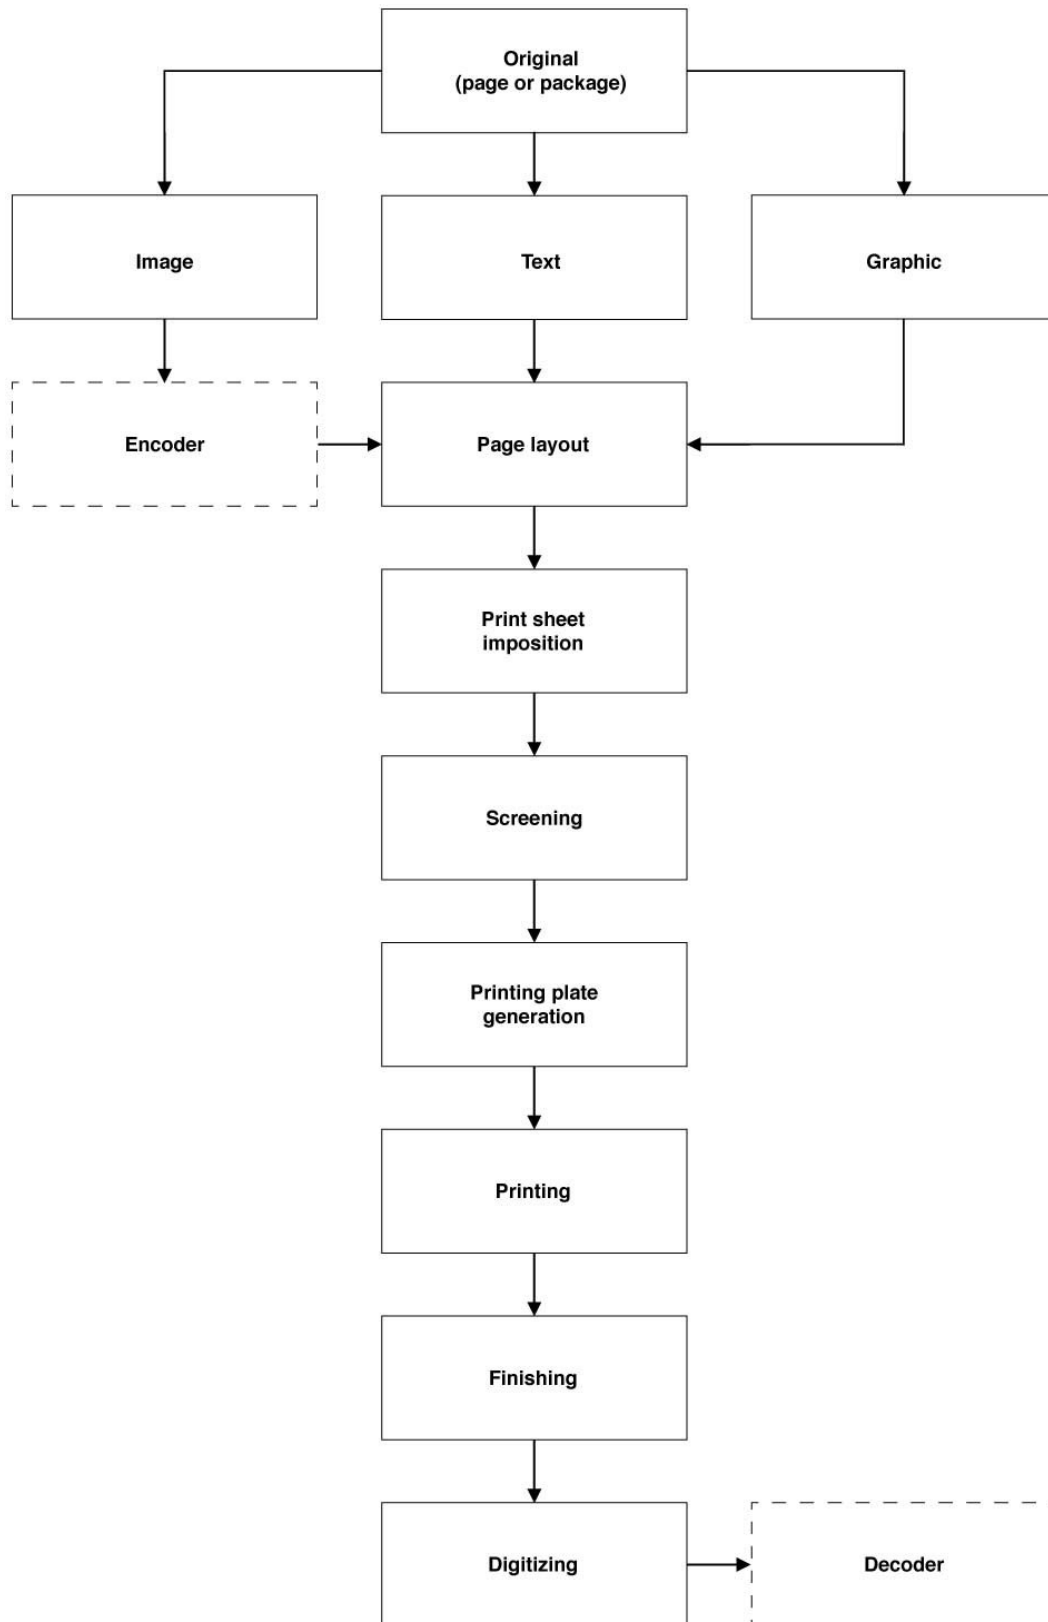 Original
(page or package)
Image
Text
Graphic
Encoder
Page layout
Print sheet
imposition
Screening
Printing plate
generation
Printing
Finishing
Digitizing
Decoder